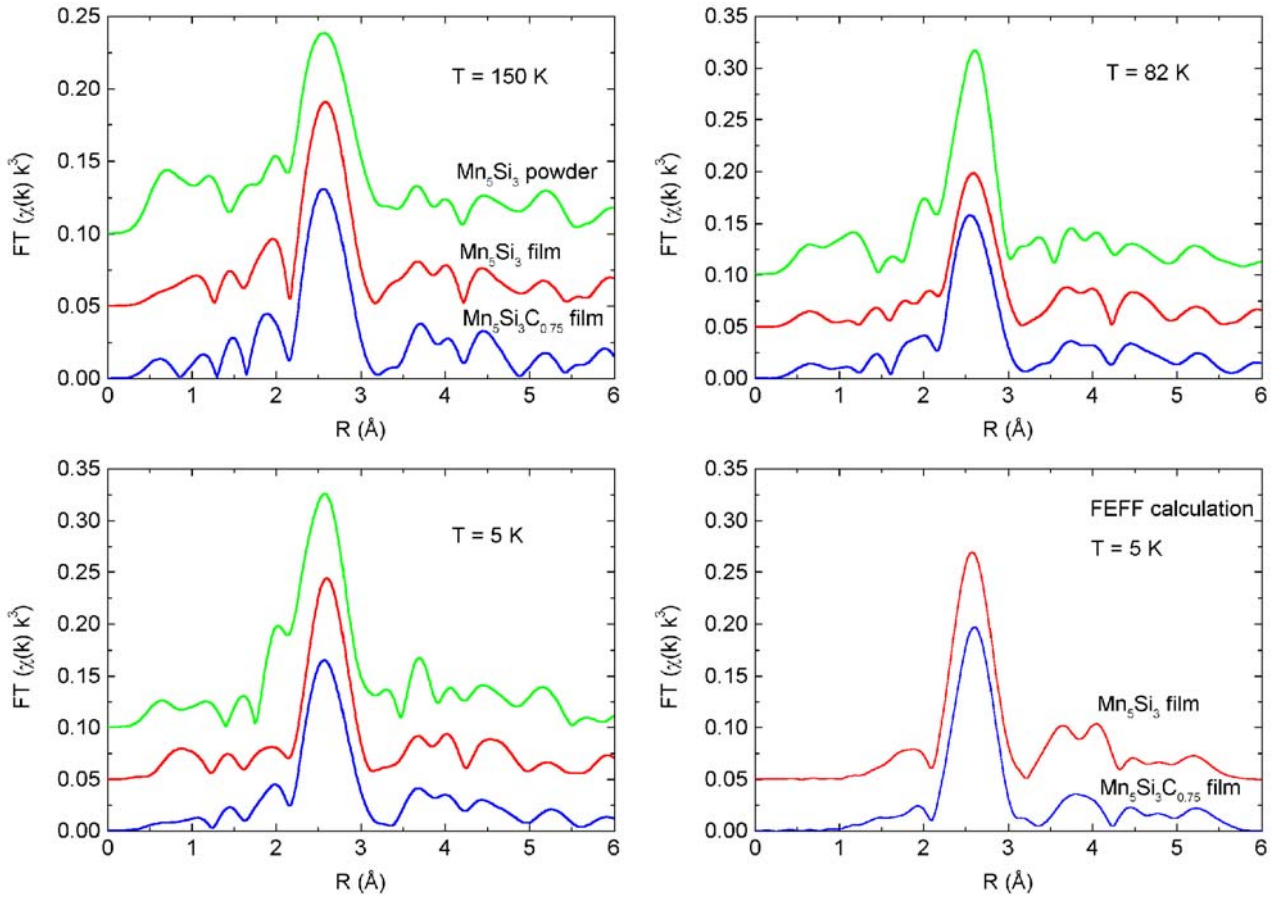 0.25
0.20
0.15
0.10
0.05
0.00
FT (χ(k) k³)
T = 150 K
Mn₅Si₃ powder
Mn₅Si₃ film
Mn₅Si₃C₀.₇₅ film
0 1 2 3 4 5 6
R (Å)
0.35
0.30
0.25
0.20
0.15
0.10
0.05
0.00
FT (χ(k) k³)
T = 82 K
0 1 2 3 4 5 6
R (Å)
0.35
0.30
0.25
0.20
0.15
0.10
0.05
0.00
FT (χ(k) k³)
T = 5 K
0 1 2 3 4 5 6
R (Å)
0.35
0.30
0.25
0.20
0.15
0.10
0.05
0.00
FT (χ(k) k³)
FEFF calculation
T = 5 K
Mn₅Si₃ film
Mn₅Si₃C₀.₇₅ film
0 1 2 3 4 5 6
R (Å)